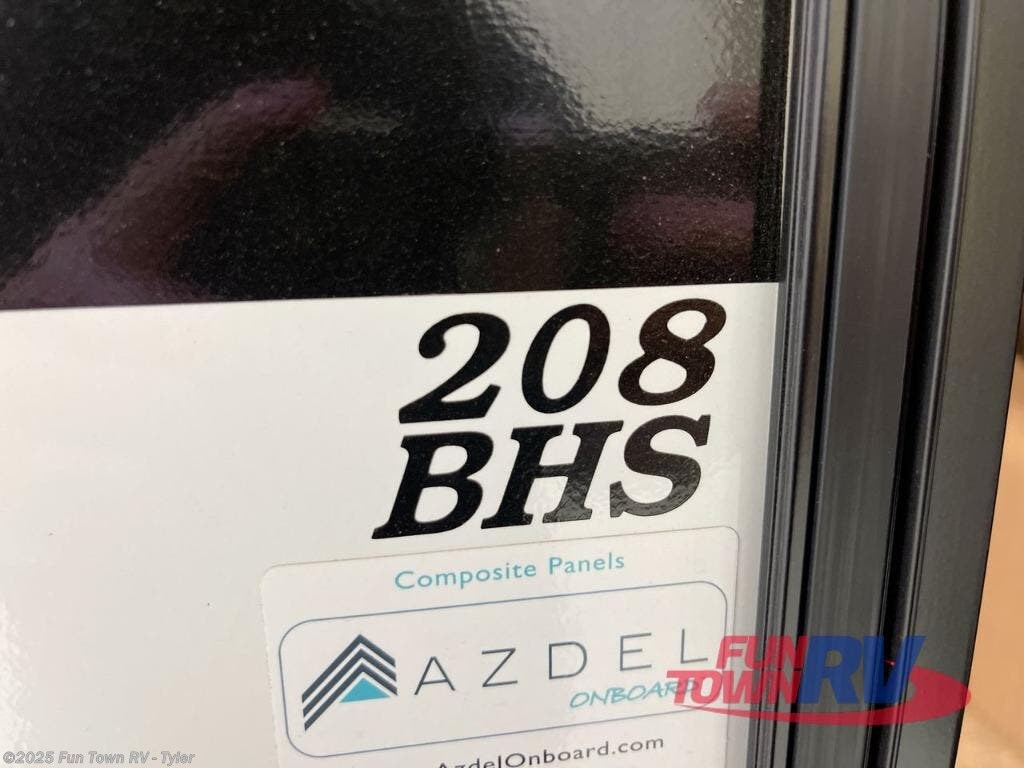 208
BHS
Composite Panels
AZDEL
ONBOARD
AzdelOnboard.com
FUN TOWN RV
©2025 Fun Town RV - Tyler